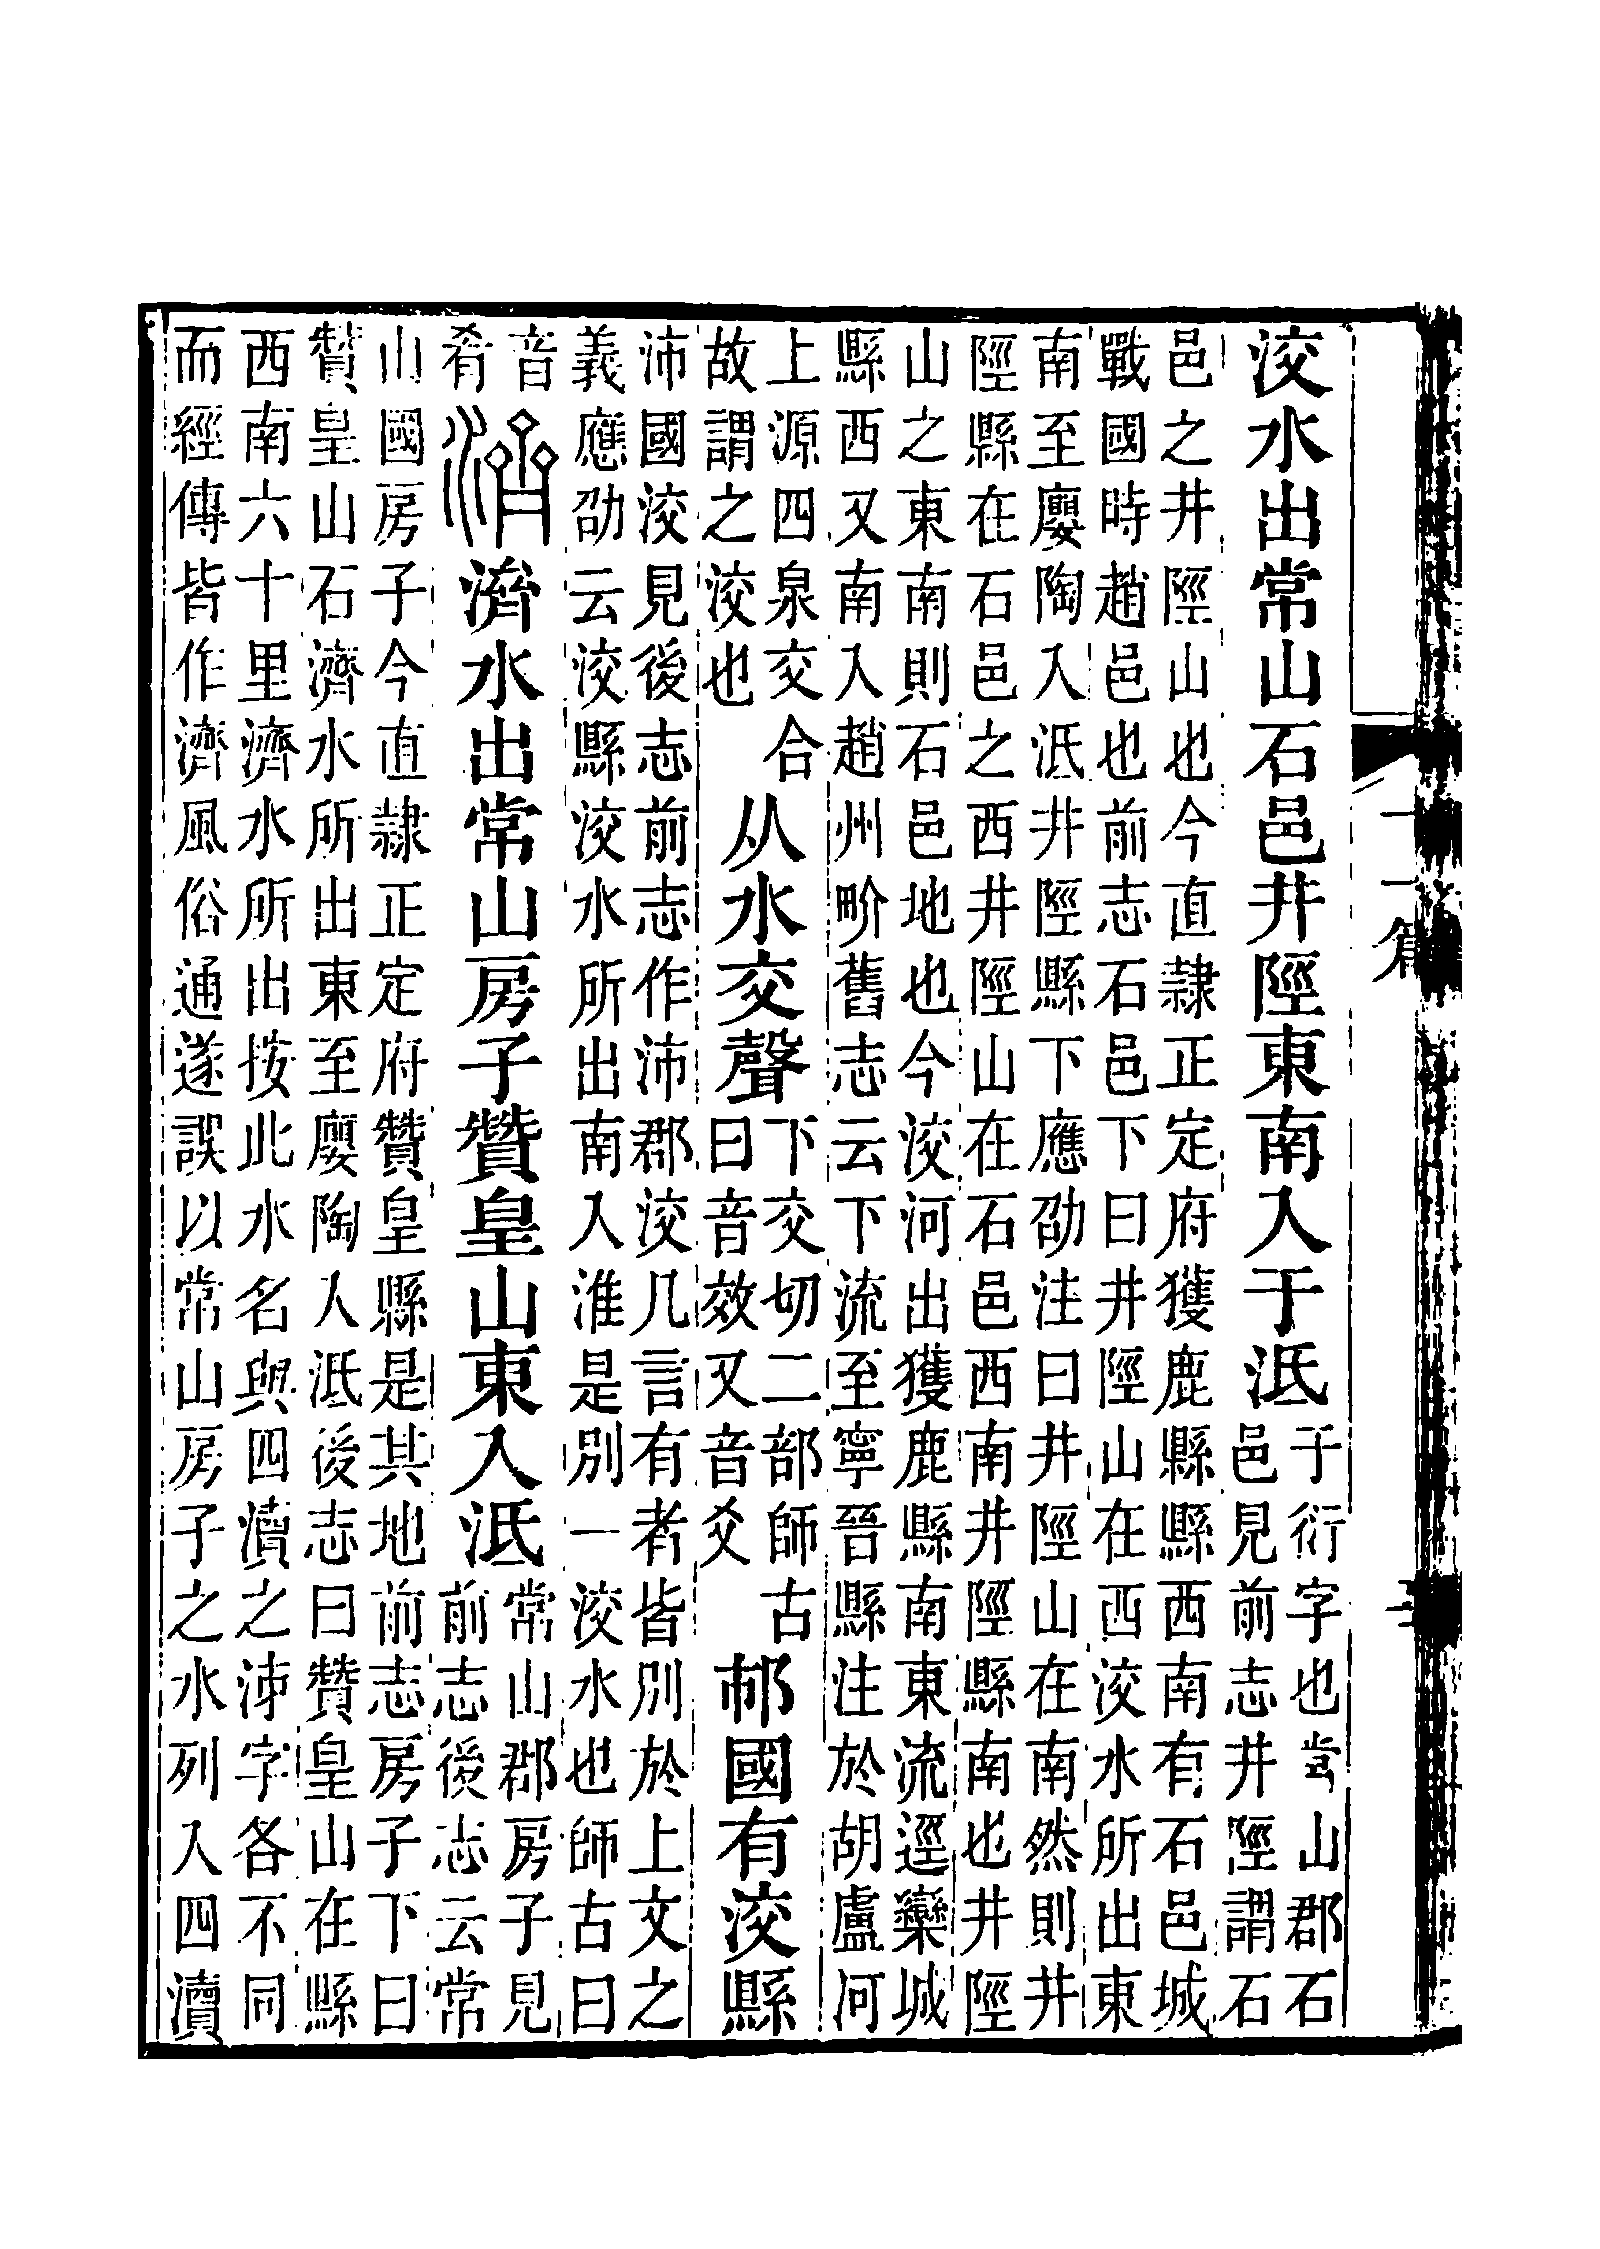 十一篇
洨水出常山石邑井陘東南入于泜
于衍字也常山郡石
邑見前志井陘謂石
邑之井陘山也今直隸正定府獲鹿縣縣西南有石邑城
戰國時趙邑也前志石邑下曰井陘山在西洨水所出東
南至廮陶入泜井陘縣下應劭注曰井陘山在南然則井
陘縣在石邑之西井陘山在石邑西南井陘縣南也井陘
山之東南則石邑地也今洨河出獲鹿縣南東流逕欒城
縣西又南入趙州畍舊志云下流至寧晉縣注於胡盧河
上源四泉交合
故謂之洨也
从水交聲
下交切二部師古
曰音效又音爻
國有洨縣
沛國洨見後志前志作沛郡洨几言有者皆別於上文之
義應劭云洨縣洨水所出南入淮是別一洨水也師古曰
音
肴
濟 濟水出常山房子贊皇山東入泜
常山郡房子見
前志後志云常
山國房子今直隸正定府贊皇縣是其地前志房子下曰
贊皇山石濟水所出東至廮陶入泜後志曰贊皇山在縣
西南六十里濟水所出按此水名與四瀆之泲字各不同
而經傳皆作濟風俗通遂誤以常山房子之水列入四瀆